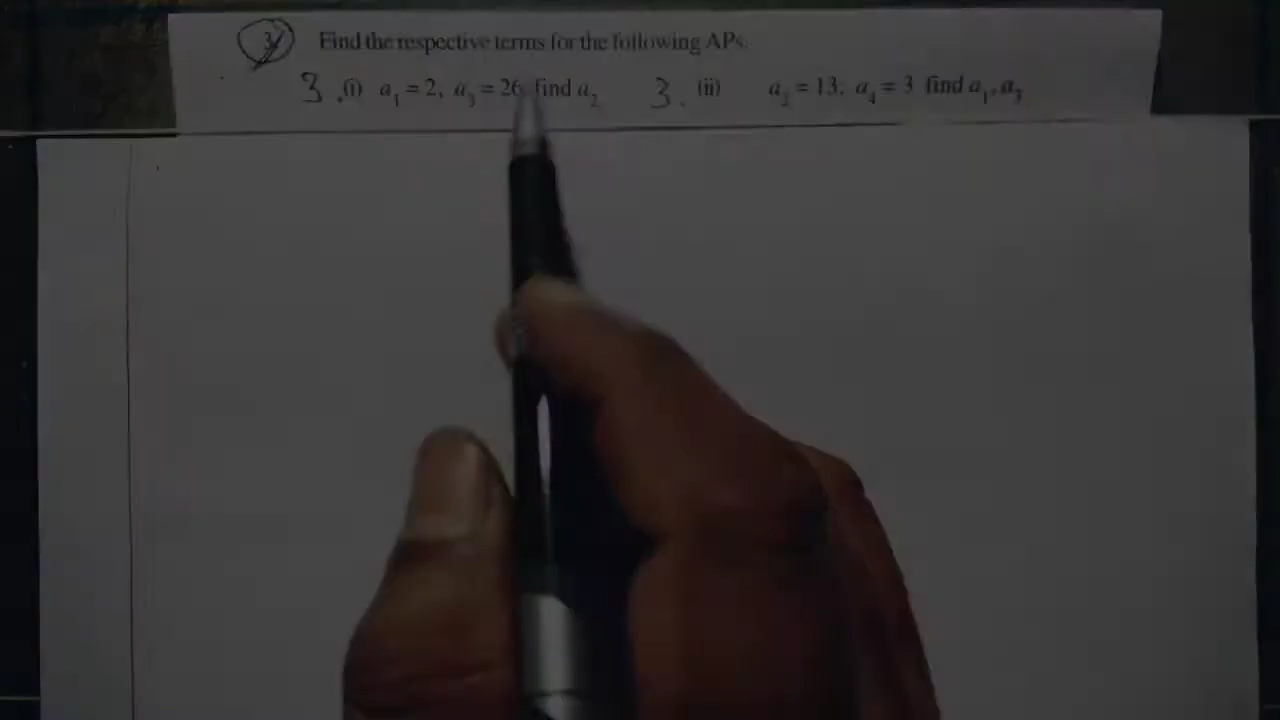 3 Find the respective terms for the following APs.
3. (i) a₁ = 2, a₃ = 26, find a₂ 3. (ii) a₂ = 13; a₄ = 3 find a₁, a₃